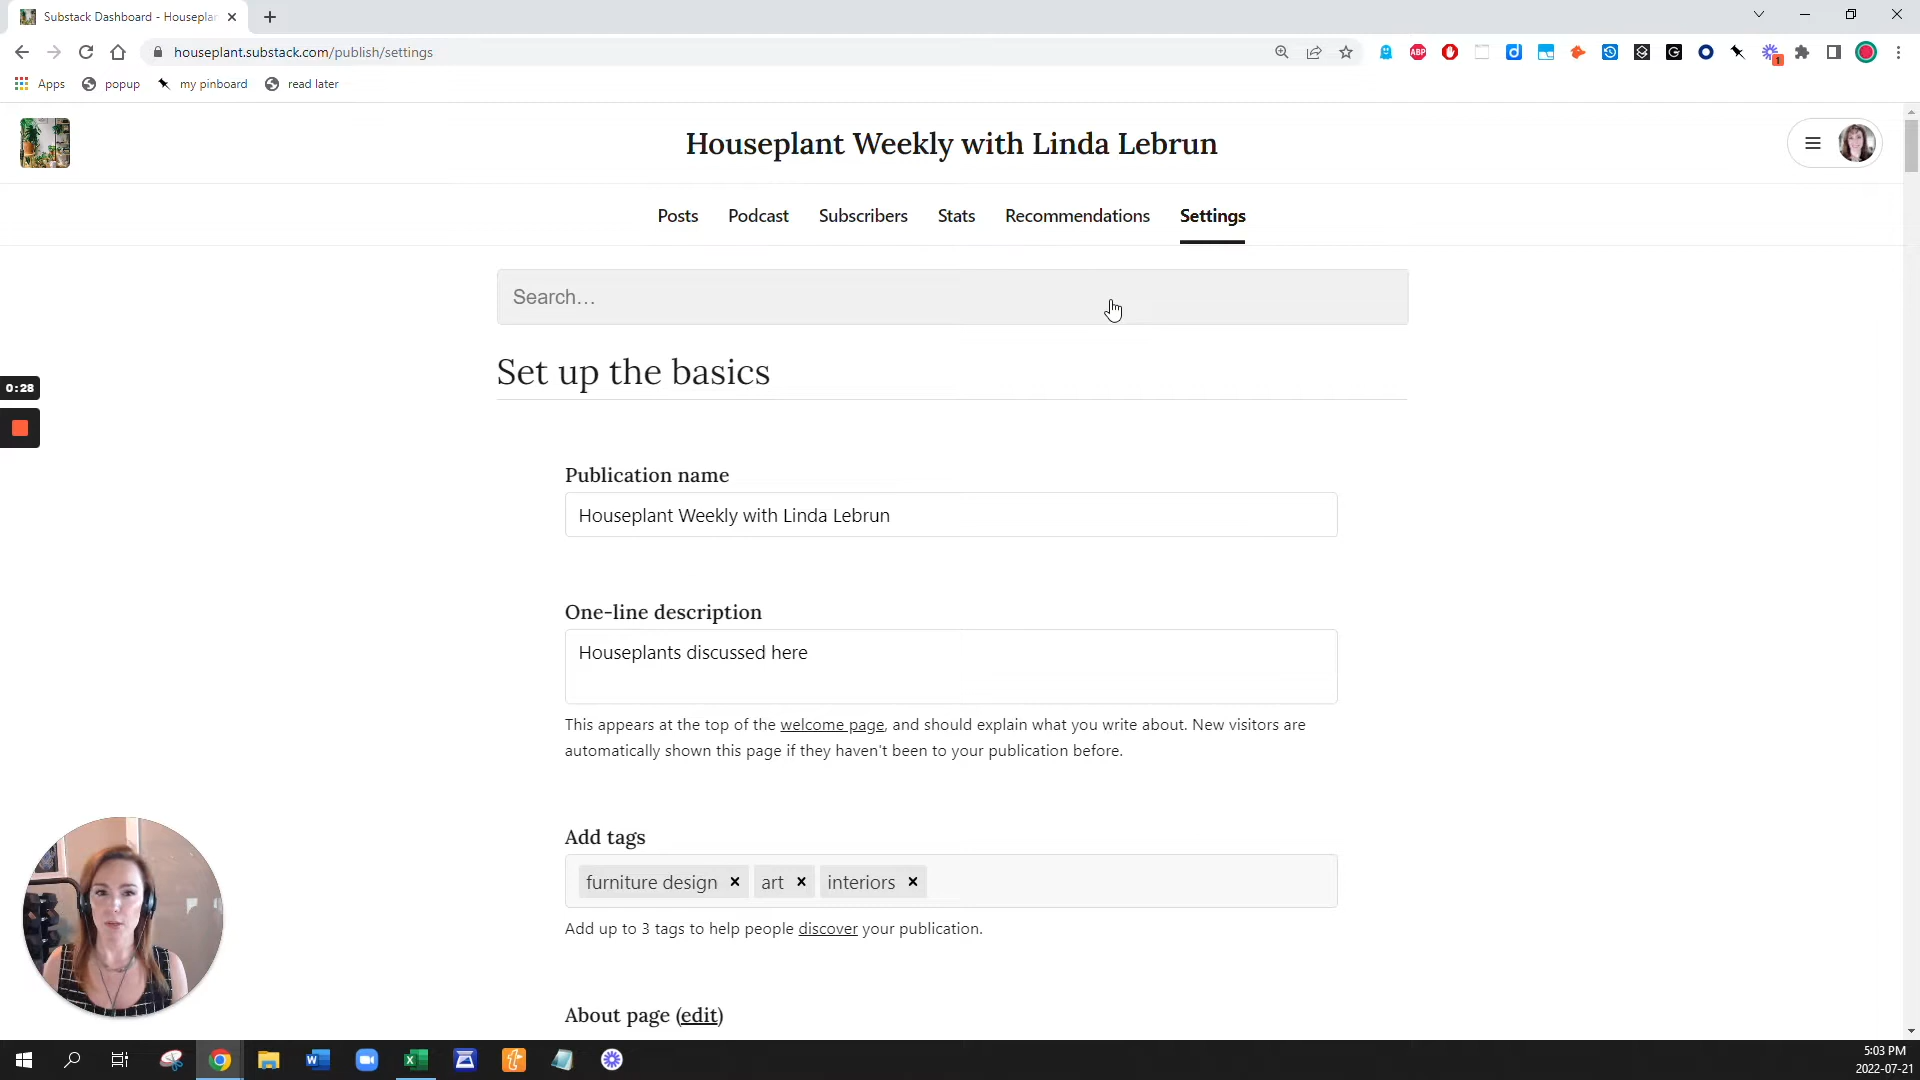 Substack Dashboard - Houseplan
houseplant.substack.com/publish/settings
ABP
1
Apps
popup
my pinboard
read later
Houseplant Weekly with Linda Lebrun
Posts
Podcast
Subscribers
Stats
Recommendations
Settings
Search…
Set up the basics
0:28
Publication name
Houseplant Weekly with Linda Lebrun
One-line description
Houseplants discussed here
This appears at the top of the welcome page, and should explain what you write about. New visitors are
automatically shown this page if they haven't been to your publication before.
Add tags
furniture design × art × interiors ×
Add up to 3 tags to help people discover your publication.
About page (edit)
5:03 PM
2022-07-21